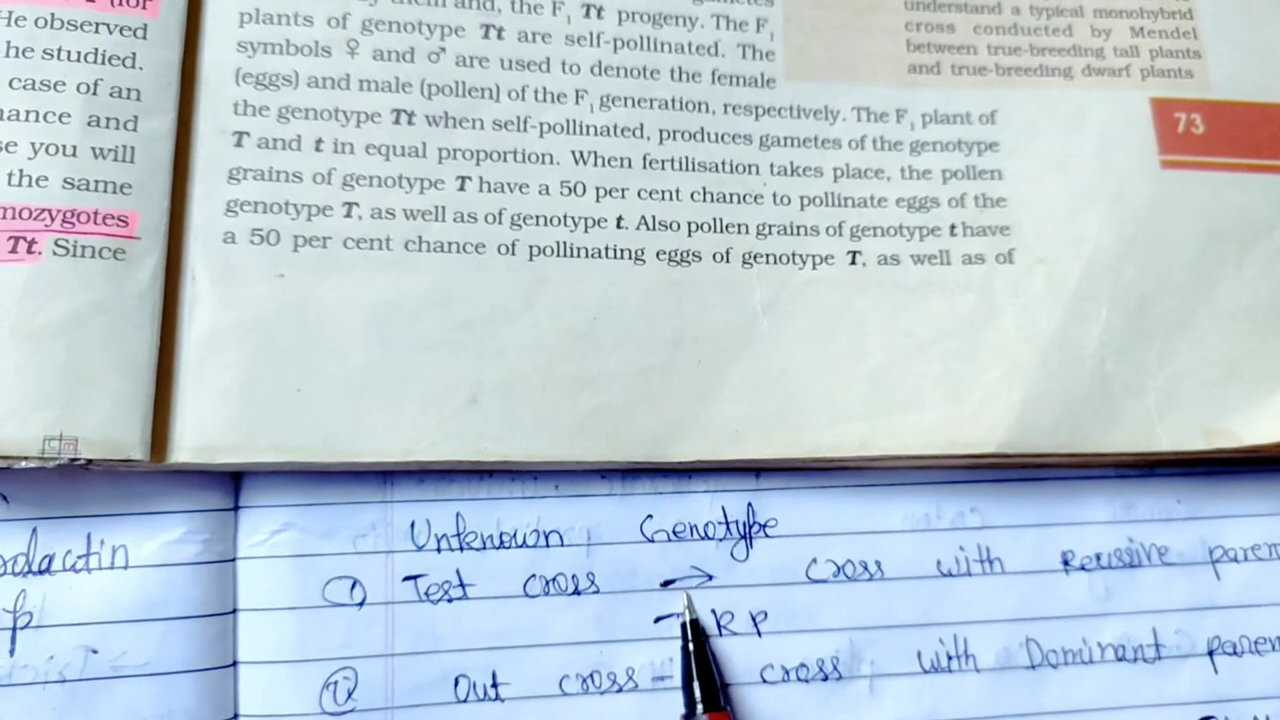 He observed
he studied.
case of an
and
you will
the same
mozygotes
Tt. Since
and, the F1 Tt progeny. The F1
plants of genotype Tt are self-pollinated. The
symbols ♀ and ♂ are used to denote the female
(eggs) and male (pollen) of the F1 generation, respectively. The F1 plant of
the genotype Tt when self-pollinated, produces gametes of the genotype
T and t in equal proportion. When fertilisation takes place, the pollen
grains of genotype T have a 50 per cent chance to pollinate eggs of the
genotype T, as well as of genotype t. Also pollen grains of genotype t have
a 50 per cent chance of pollinating eggs of genotype T, as well as of
understand a typical monohybrid
cross conducted by Mendel
between true-breeding tall plants
and true-breeding dwarf plants
73
Unknown Genotype
① Test cross → cross with Recissive paren
RP
② Out cross - cross with Dominant paren